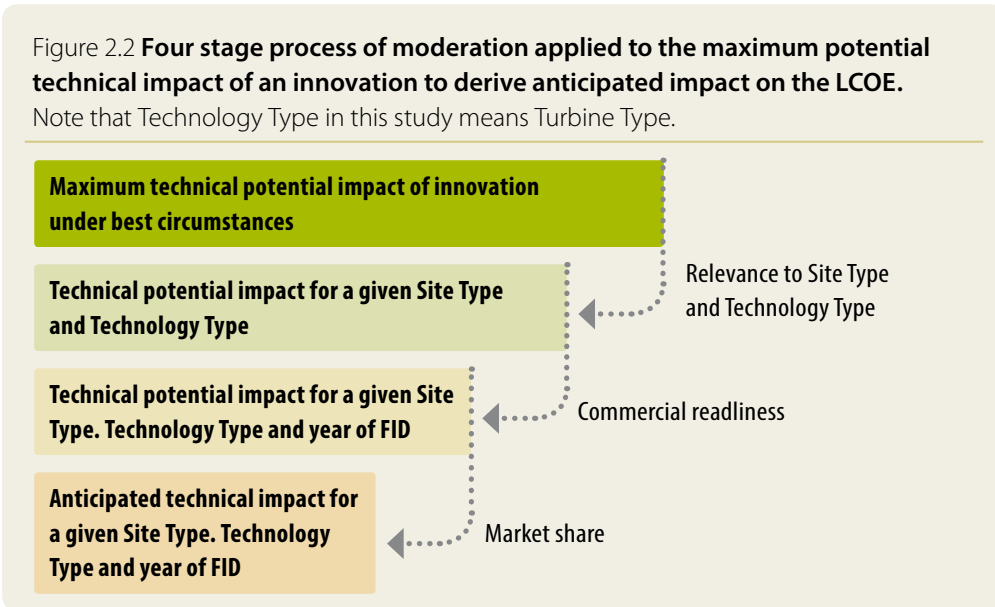 Figure 2.2 Four stage process of moderation applied to the maximum potential
technical impact of an innovation to derive anticipated impact on the LCOE.
Note that Technology Type in this study means Turbine Type.
Maximum technical potential impact of innovation
under best circumstances
Relevance to Site Type
and Technology Type
Technical potential impact for a given Site Type
and Technology Type
Commercial readliness
Technical potential impact for a given Site
Type. Technology Type and year of FID
Market share
Anticipated technical impact for
a given Site Type. Technology
Type and year of FID